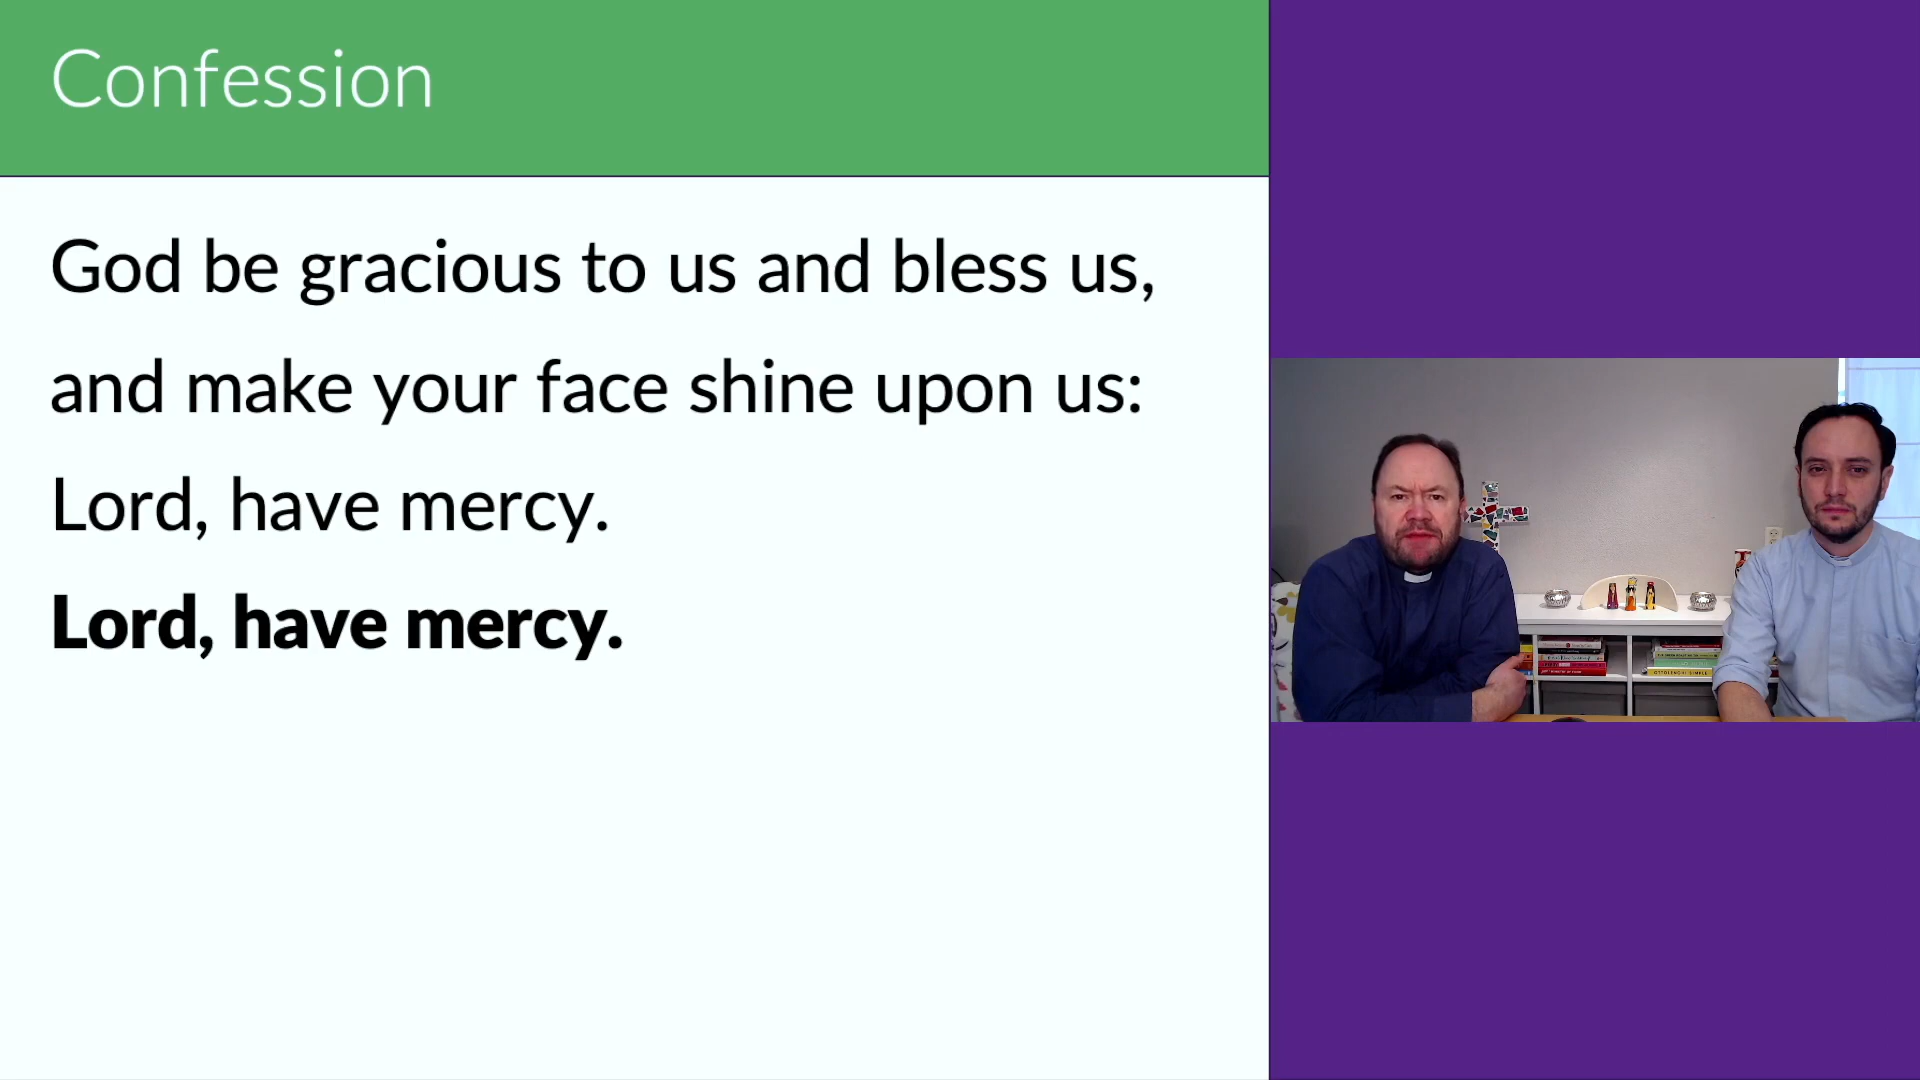 Confession
God be gracious to us and bless us,
and make your face shine upon us:
Lord, have mercy.
Lord, have mercy.